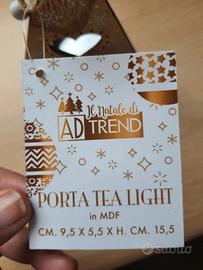 Il Natale di
AD TREND
PORTA TEA LIGHT
in MDF
CM. 9,5 X 5,5 X H. CM. 15,5
subito